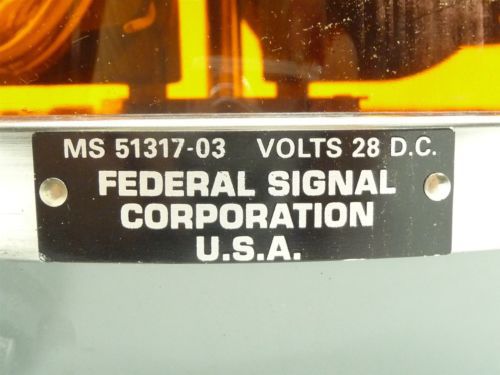 MS 51317-03 VOLTS 28 D.C.
FEDERAL SIGNAL
CORPORATION
U.S.A.